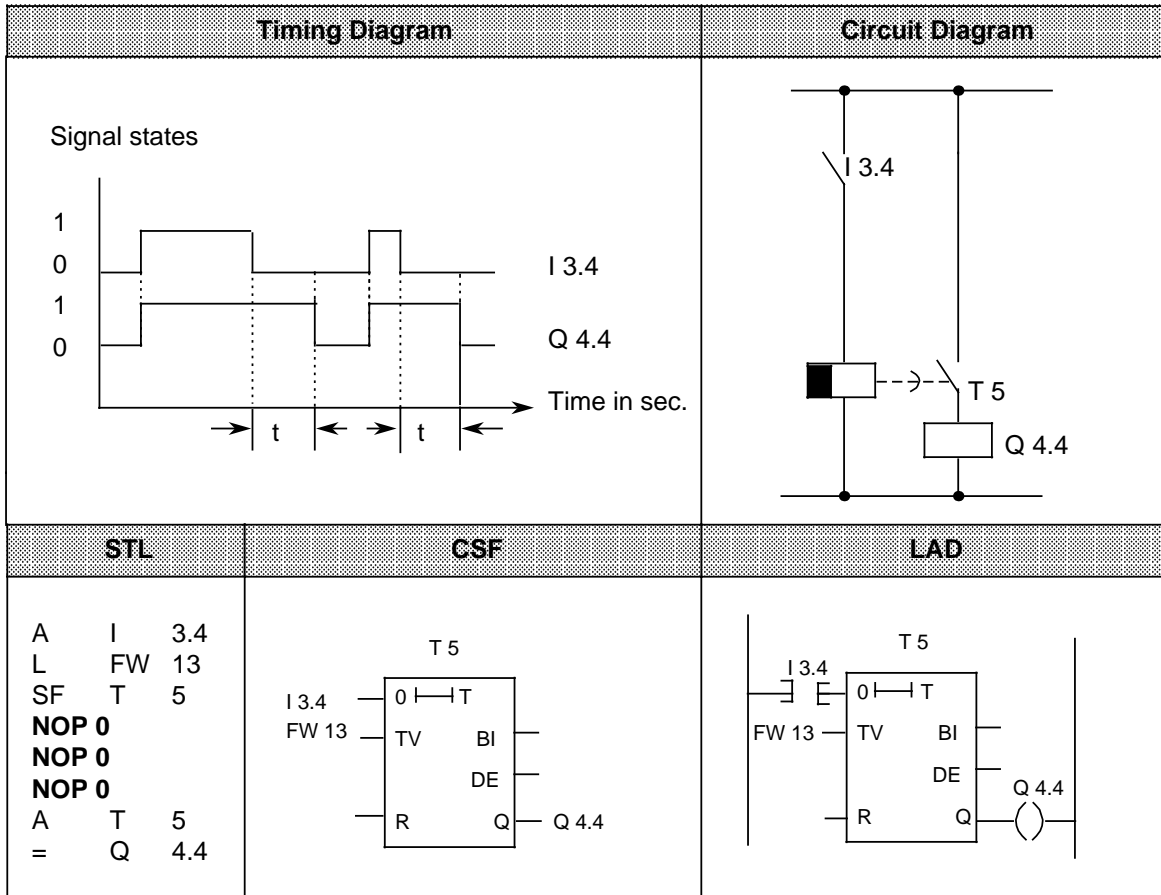 Timing Diagram
Circuit Diagram
Signal states
1
0
I 3.4
1
0
Q 4.4
Time in sec.
t
t
I 3.4
T 5
Q 4.4
STL
CSF
LAD
A I 3.4
L FW 13
SF T 5
NOP 0
NOP 0
NOP 0
A T 5
= Q 4.4
T 5
I 3.4
0 T
FW 13
TV
BI
DE
R
Q
Q 4.4
T 5
I 3.4
0 T
FW 13
TV
BI
DE
Q 4.4
R
Q